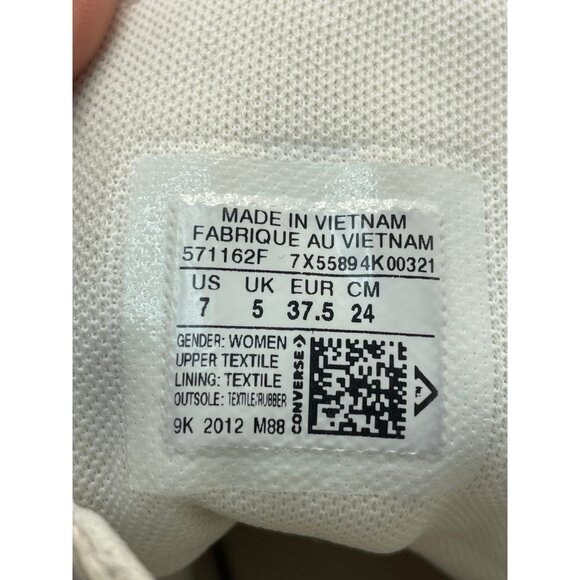 MADE IN VIETNAM
FABRIQUE AU VIETNAM
571162F 7X55894K00321
US UK EUR CM
7 5 37.5 24
GENDER: WOMEN
UPPER TEXTILE
LINING: TEXTILE
OUTSOLE: TEXTILE/RUBBER
CONVERSE
9K 2012 M88